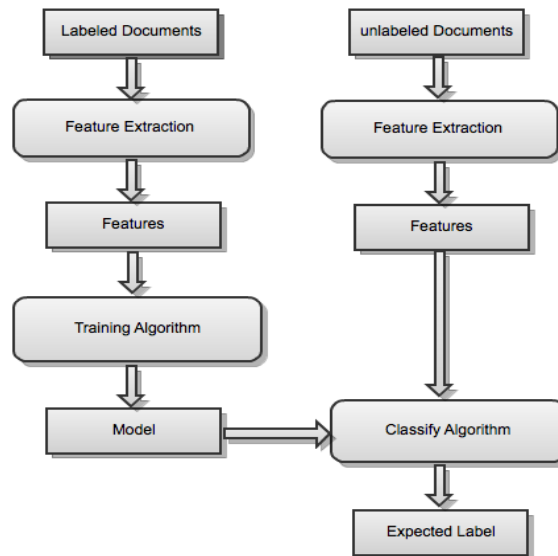 Labeled Documents
unlabeled Documents
Feature Extraction
Feature Extraction
Features
Features
Training Algorithm
Model
Classify Algorithm
Expected Label